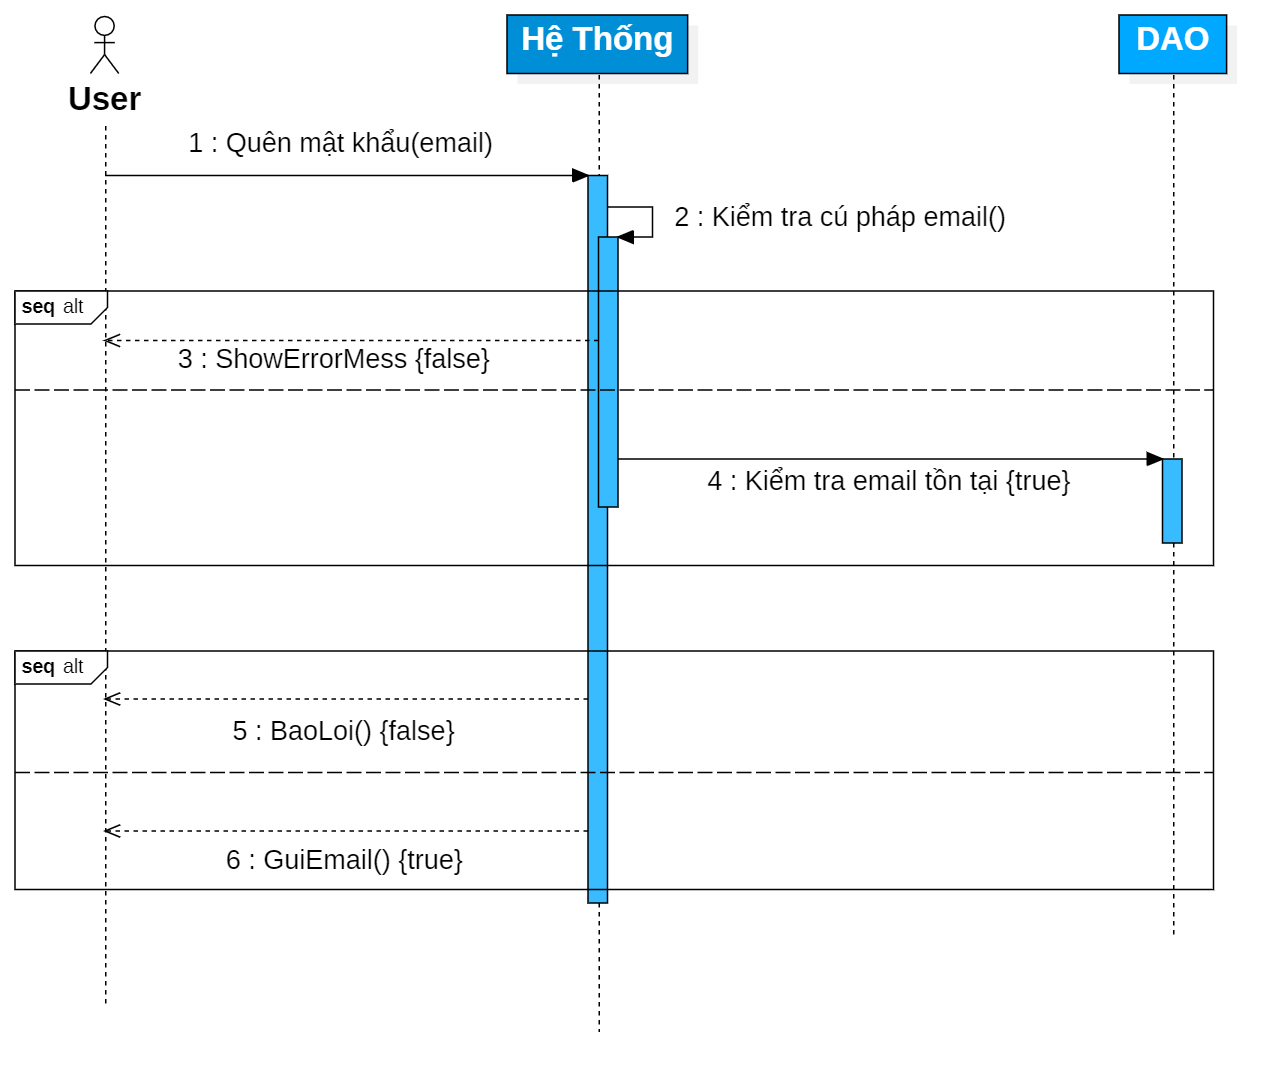 Hệ Thống
DAO
User
1 : Quên mật khẩu(email)
2 : Kiểm tra cú pháp email()
seq alt
3 : ShowErrorMess {false}
4 : Kiểm tra email tồn tại {true}
seq alt
5 : BaoLoi() {false}
6 : GuiEmail() {true}